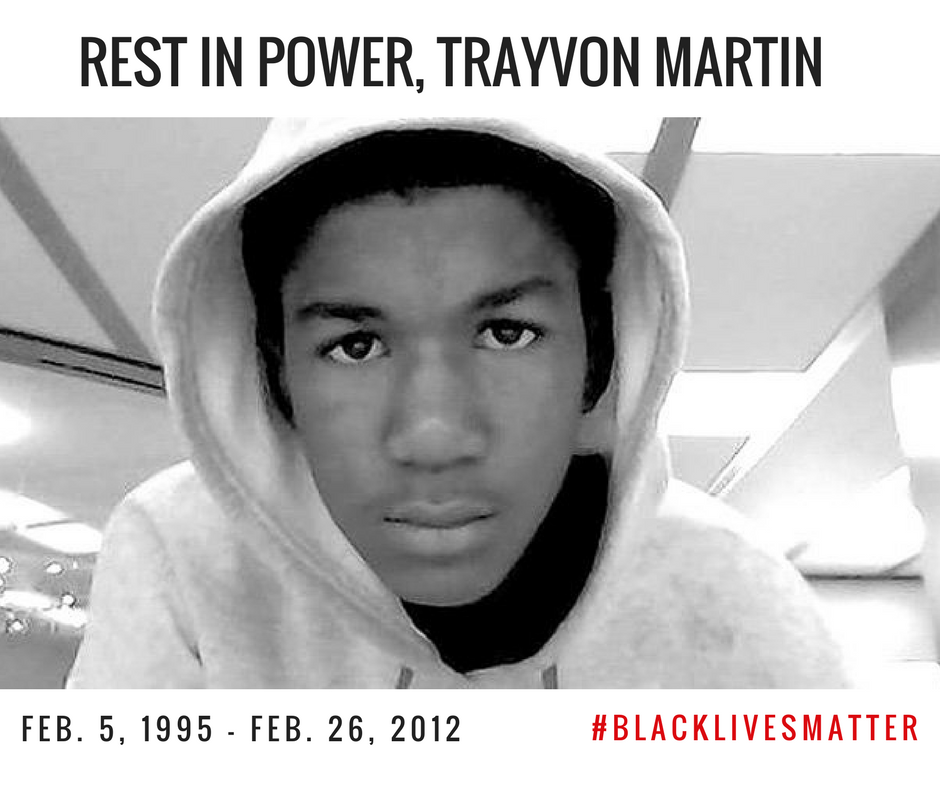 REST IN POWER, TRAYVON MARTIN
FEB. 5, 1995 - FEB. 26, 2012
#BLACKLIVESMATTER